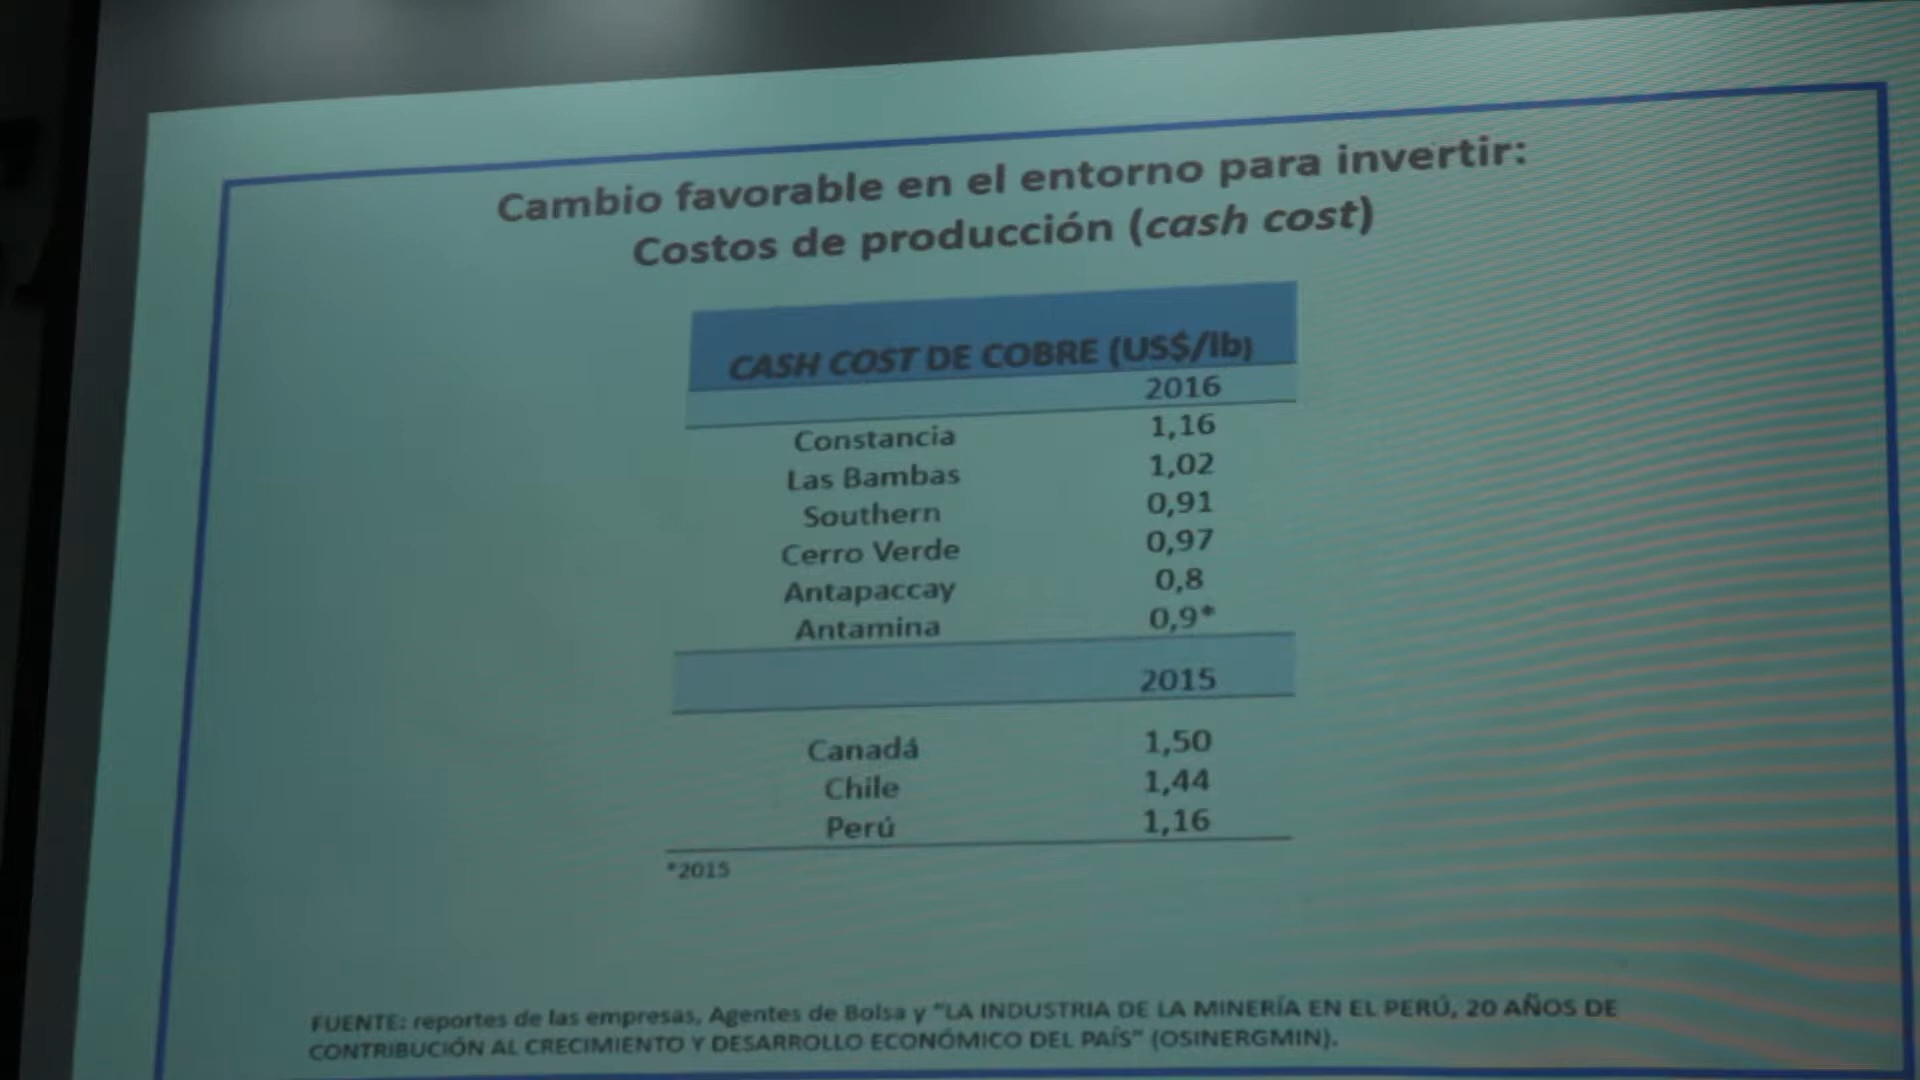 Cambio favorable en el entorno para invertir:
Costos de producción (cash cost)
CASH COST DE COBRE (US$/lb)
2016
Constancia 1,16
Las Bambas 1,02
Southern 0,91
Cerro Verde 0,97
Antapaccay 0,8
Antamina 0,9*
2015
Canadá 1,50
Chile 1,44
Perú 1,16
*2015
FUENTE: reportes de las empresas, Agentes de Bolsa y "LA INDUSTRIA DE LA MINERÍA EN EL PERÚ, 20 AÑOS DE
CONTRIBUCIÓN AL CRECIMIENTO Y DESARROLLO ECONÓMICO DEL PAÍS" (OSINERGMIN).